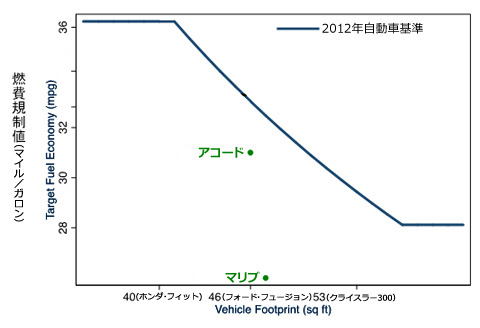 36
2012年自動車基準
燃費規制値(マイル/ガロン)
Target Fuel Economy (mpg)
32
アコード
30
28
マリブ
40(ホンダ・フィット) 46(フォード・フュージョン) 53(クライスラー300)
Vehicle Footprint (sq ft)